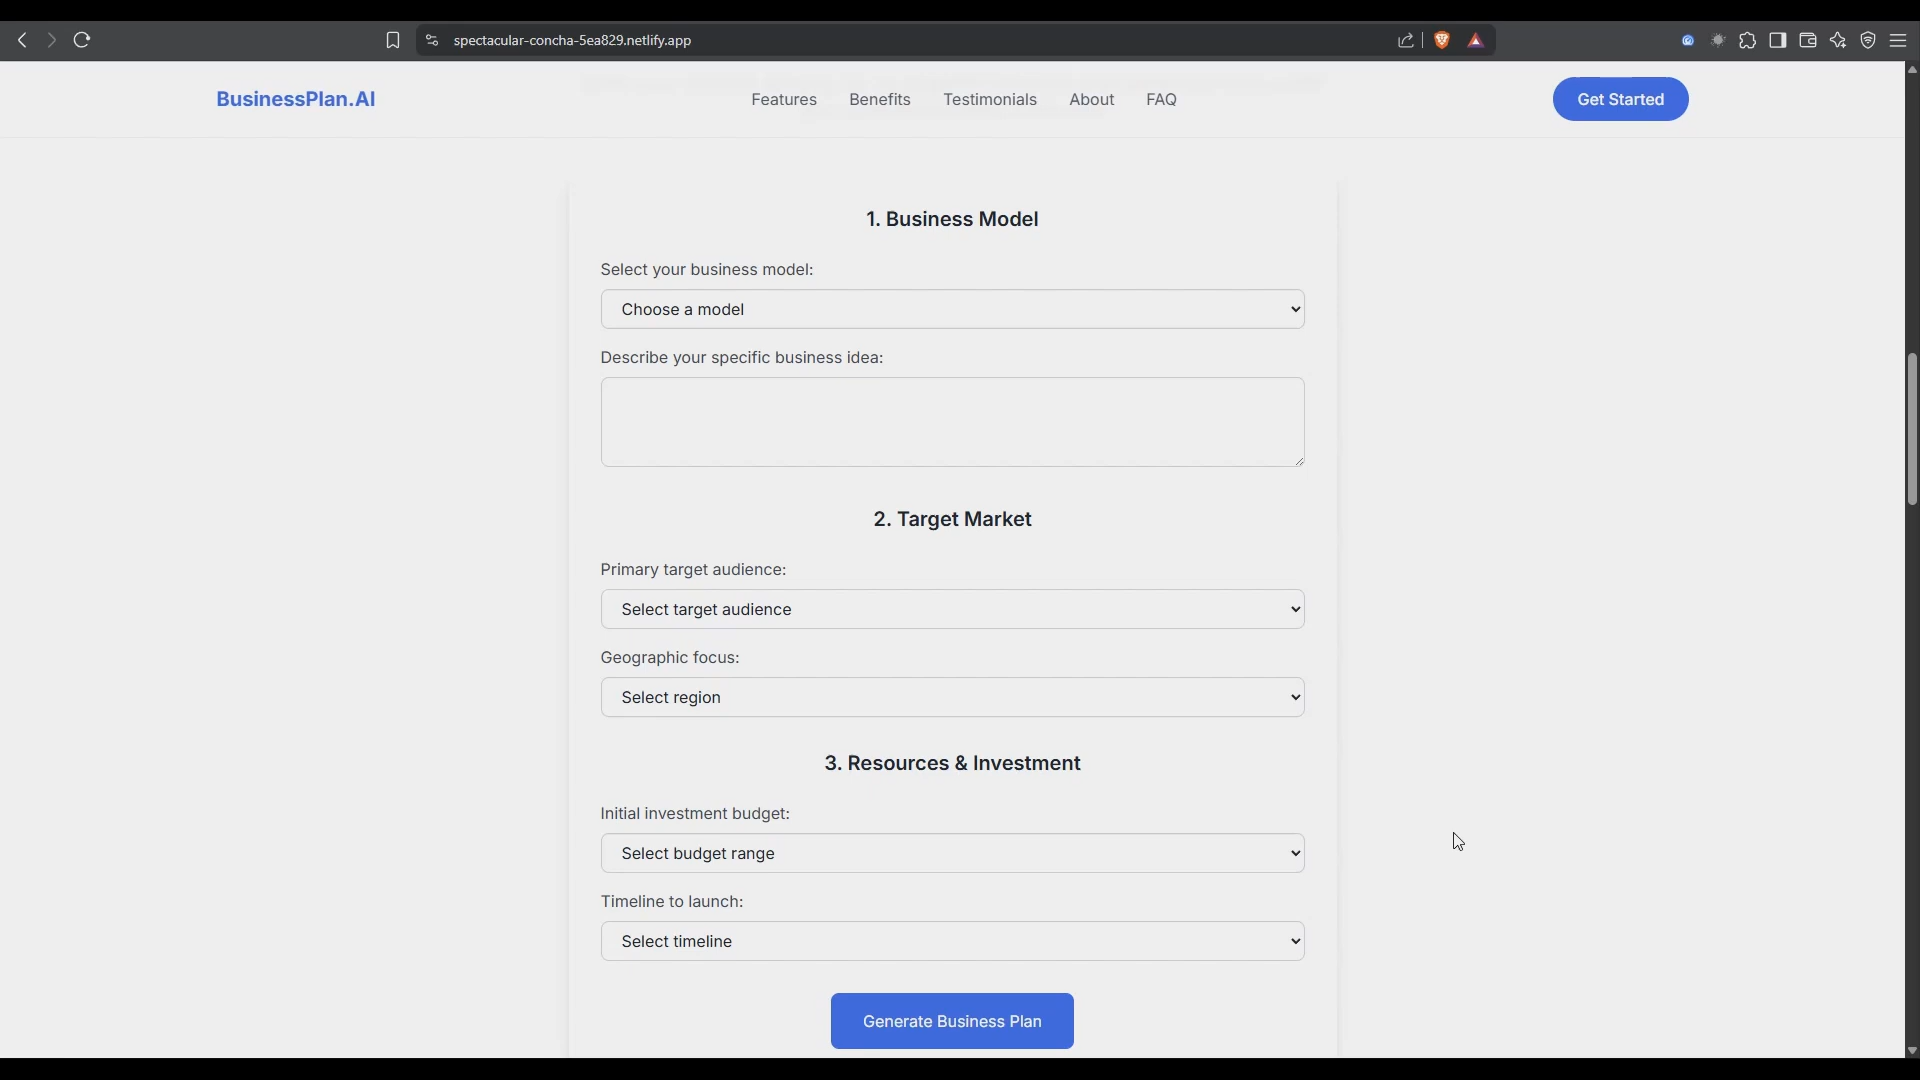 spectacular-concha-5ea829.netlify.app
BusinessPlan.AI
Features
Benefits
Testimonials
About
FAQ
Get Started
1. Business Model
Select your business model:
Choose a model
Describe your specific business idea:
2. Target Market
Primary target audience:
Select target audience
Geographic focus:
Select region
3. Resources & Investment
Initial investment budget:
Select budget range
Timeline to launch:
Select timeline
Generate Business Plan